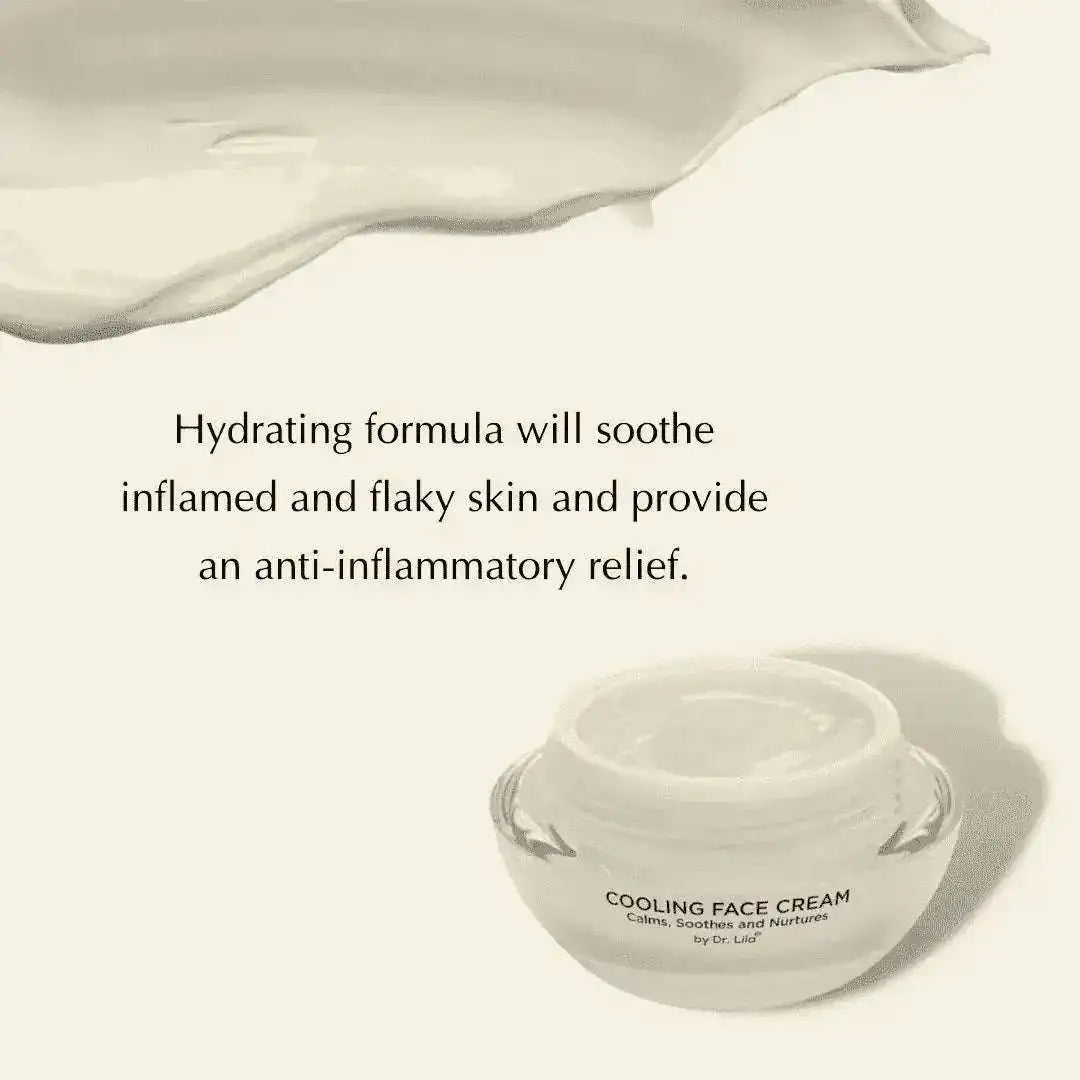 Hydrating formula will soothe
inflamed and flaky skin and provide
an anti-inflammatory relief.
COOLING FACE CREAM
Calms, Soothes and Nurtures
by Dr. Lila®